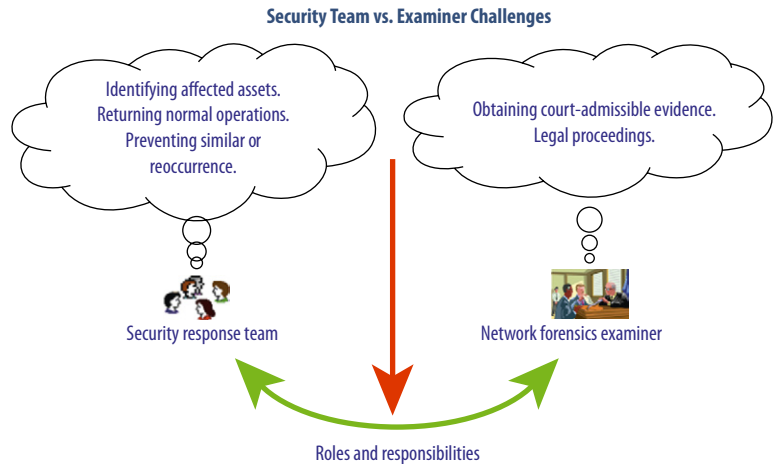 Security Team vs. Examiner Challenges
Identifying affected assets.
Returning normal operations.
Preventing similar or
reoccurrence.
Obtaining court-admissible evidence.
Legal proceedings.
Security response team
Network forensics examiner
Roles and responsibilities